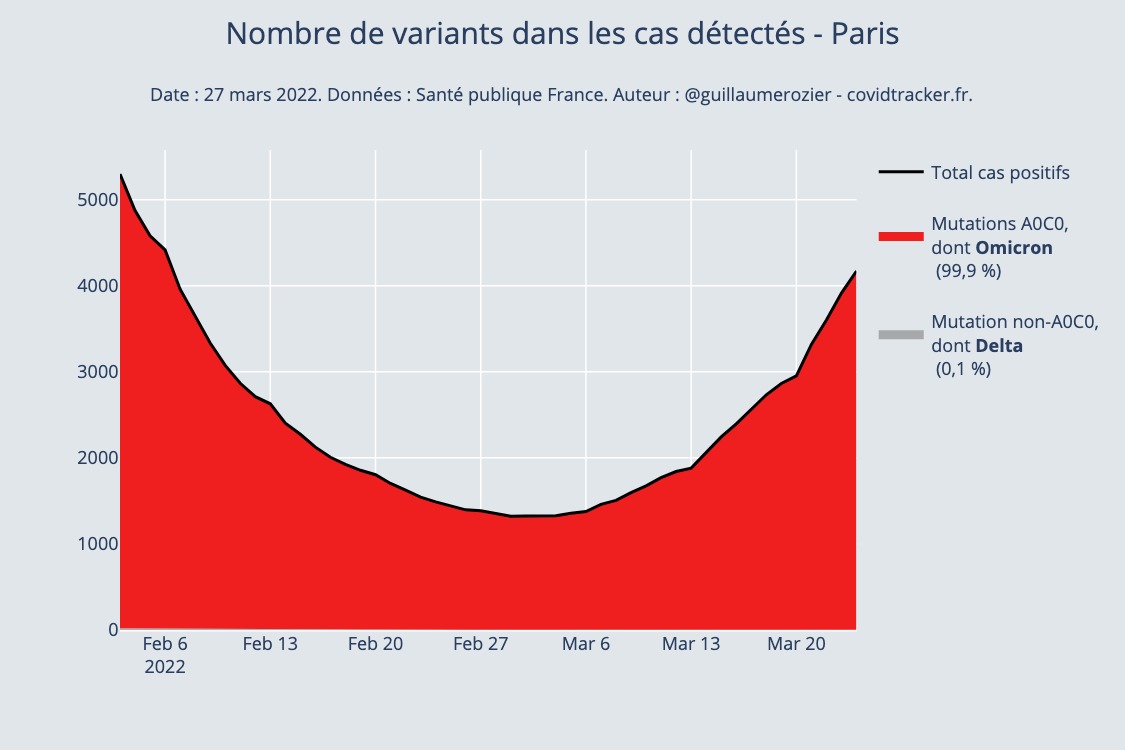 Nombre de variants dans les cas détectés - Paris
Date : 27 mars 2022. Données : Santé publique France. Auteur : @guillaumerozier - covidtracker.fr.
Total cas positifs
Mutations A0C0,
dont Omicron
(99,9 %)
Mutation non-A0C0,
dont Delta
(0,1 %)
5000
4000
3000
2000
1000
0
Feb 6 Feb 13 Feb 20 Feb 27 Mar 6 Mar 13 Mar 20
2022